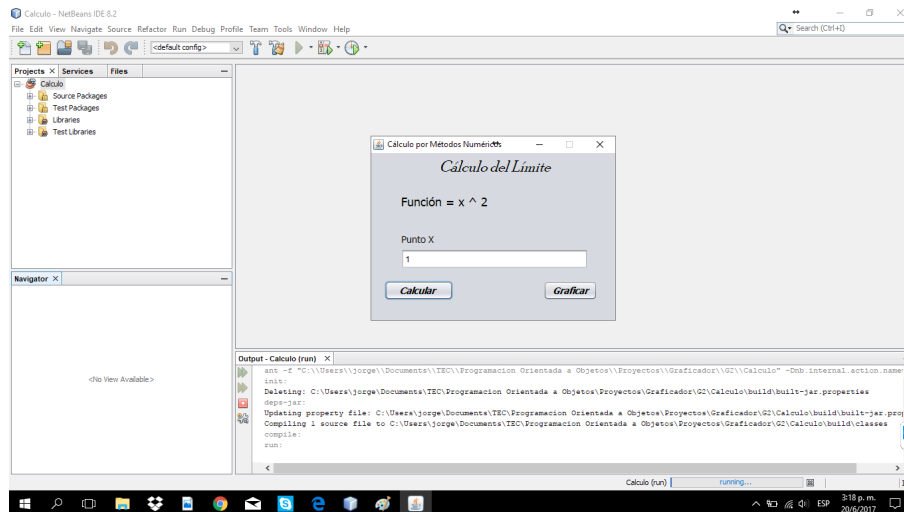 Calculo - NetBeans IDE 8.2
File Edit View Navigate Source Refactor Run Debug Profile Team Tools Window Help
Search (Ctrl+I)
<default config>
Projects Services Files
Calculo
Source Packages
Test Packages
Libraries
Test Libraries
Cálculo por Métodos Numéricos
Cálculo del Límite
Función = x ^ 2
Punto X
1
Calcular Graficar
Navigator
<No View Available>
Output - Calculo (run)
ant -f "C:\\Users\\jorge\\Documents\\TEC\\Programacion Orientada a Objetos\\Proyectos\\Graficador\\G2\\Calculo" -Dnb.internal.action.name
init:
Deleting: C:\Users\jorge\Documents\TEC\Programacion Orientada a Objetos\Proyectos\Graficador\G2\Calculo\build\built-jar.properties
deps-jar:
Updating property file: C:\Users\jorge\Documents\TEC\Programacion Orientada a Objetos\Proyectos\Graficador\G2\Calculo\build\built-jar.prop
Compiling 1 source file to C:\Users\jorge\Documents\TEC\Programacion Orientada a Objetos\Proyectos\Graficador\G2\Calculo\build\classes
compile:
run:
Calculo (run) running...
ESP
3:18 p. m.
20/6/2017